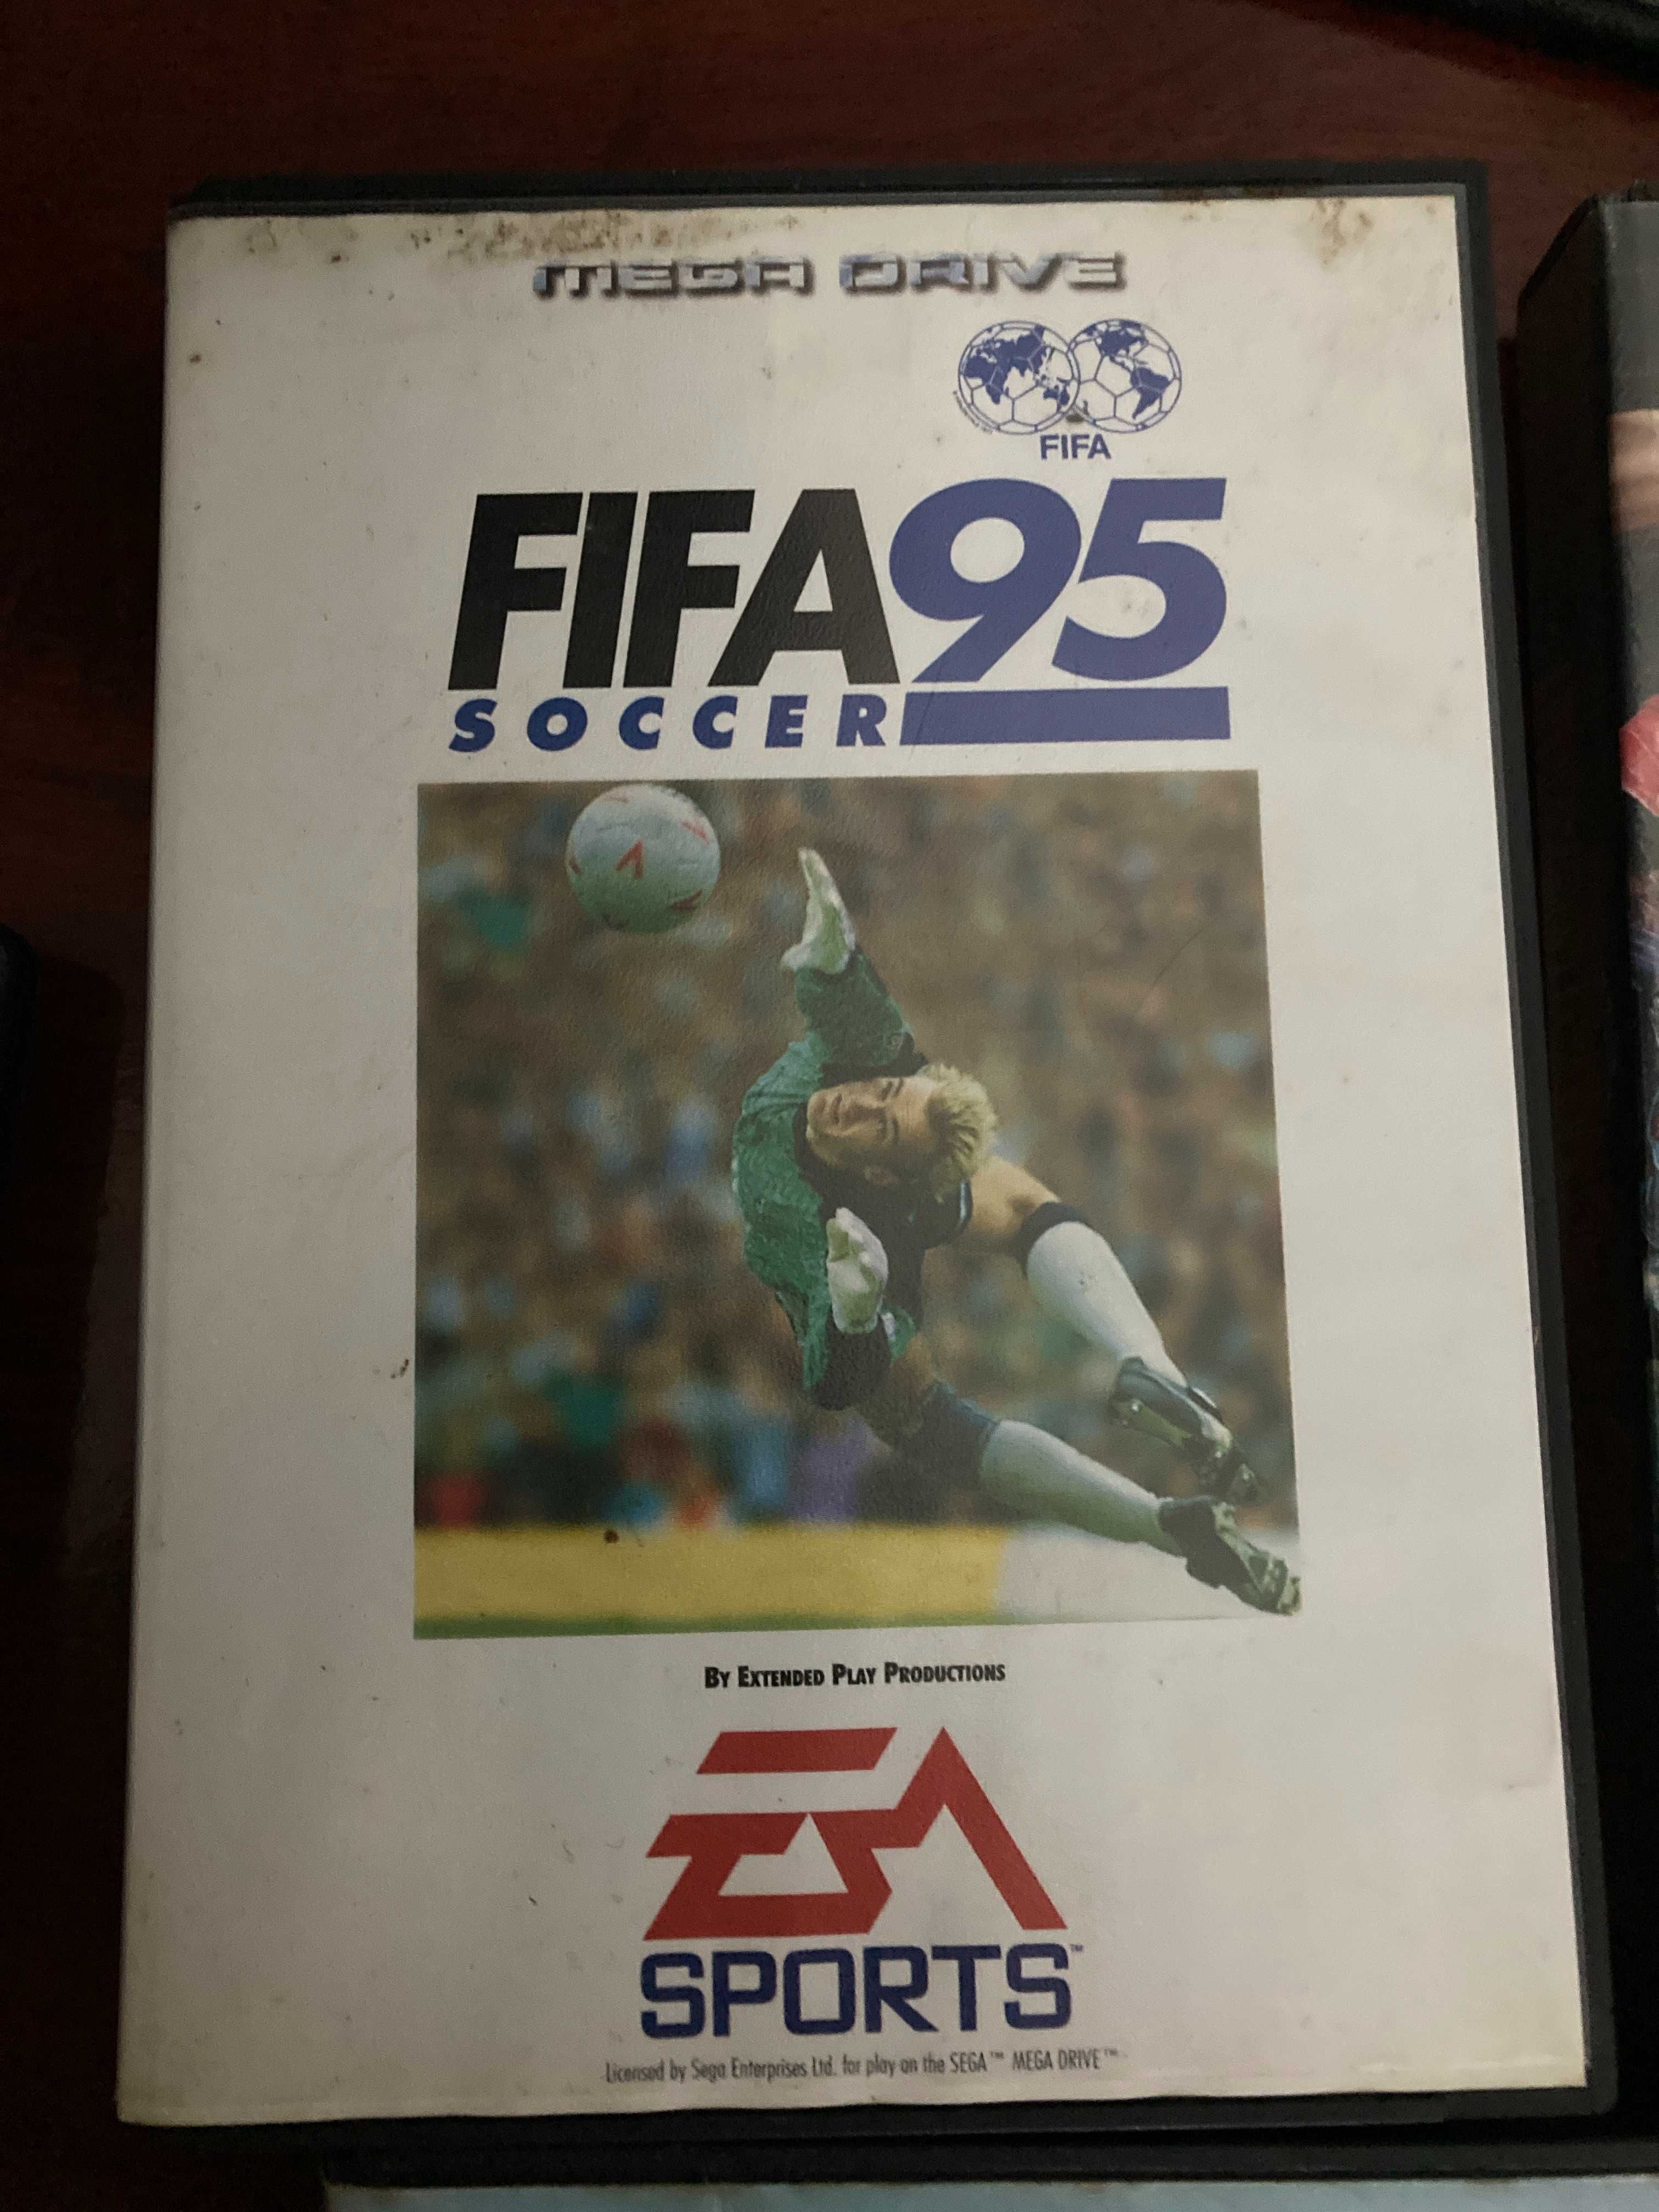 MEGA DRIVE
FIFA
FIFA 95
SOCCER
BY EXTENDED PLAY PRODUCTIONS
EA
SPORTS™
Licensed by Sega Enterprises Ltd. for play on the SEGA™ MEGA DRIVE™